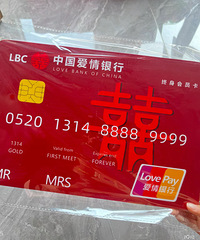 LBC 中国爱情银行
LOVE BANK OF CHINA
终身会员卡
囍
0520 1314 8888 9999
1314 Valid from Expires end
GOLD FIRST MEET FOREVER
MR MRS
Love Pay
爱情银行